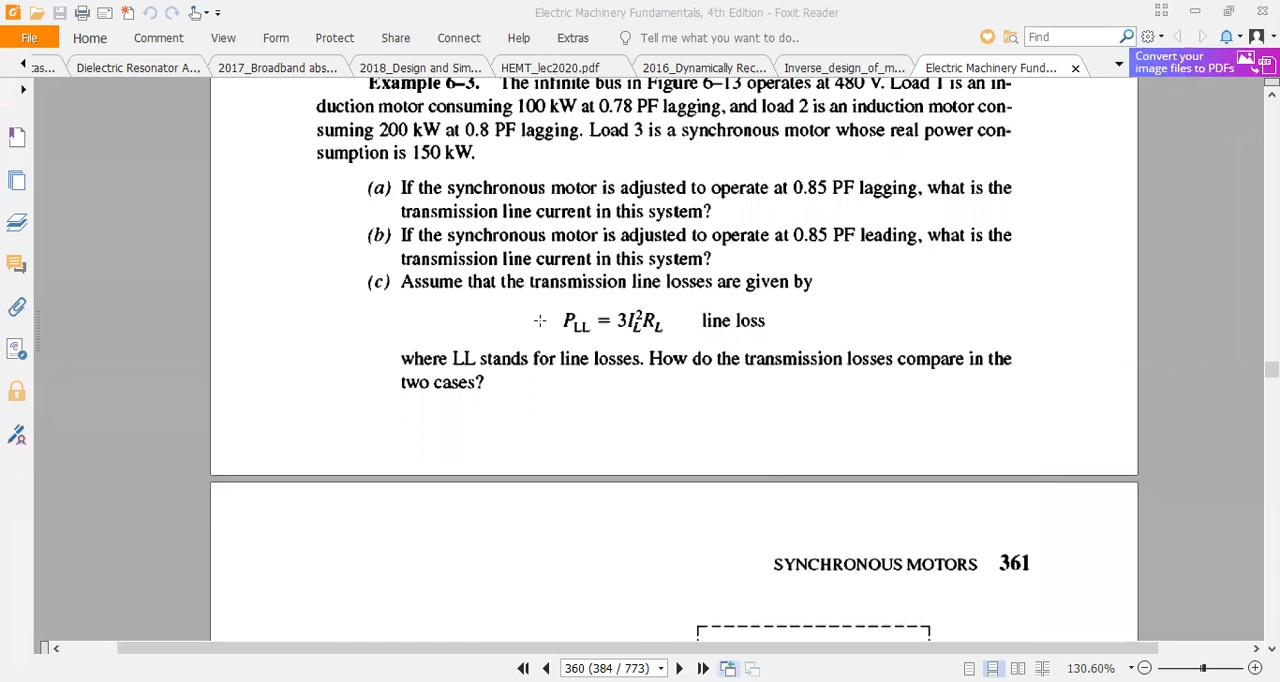 Electric Machinery Fundamentals, 4th Edition - Foxit Reader
File Home Comment View Form Protect Share Connect Help Extras Tell me what you want to do.. Find
:as... Dielectric Resonator A... 2017_Broadband abs... 2018_Design and Sim... HEMT_lec2020.pdf 2016_Dynamically Rec... Inverse_design_of_m... Electric Machinery Fund...
Convert your
image files to PDFs
Example 6–3. The infinite bus in Figure 6–13 operates at 480 V. Load 1 is an in-
duction motor consuming 100 kW at 0.78 PF lagging, and load 2 is an induction motor con-
suming 200 kW at 0.8 PF lagging. Load 3 is a synchronous motor whose real power con-
sumption is 150 kW.
(a) If the synchronous motor is adjusted to operate at 0.85 PF lagging, what is the
transmission line current in this system?
(b) If the synchronous motor is adjusted to operate at 0.85 PF leading, what is the
transmission line current in this system?
(c) Assume that the transmission line losses are given by
P_LL = 3I_L^2 R_L line loss
where LL stands for line losses. How do the transmission losses compare in the
two cases?
SYNCHRONOUS MOTORS 361
360 (384 / 773) 130.60%